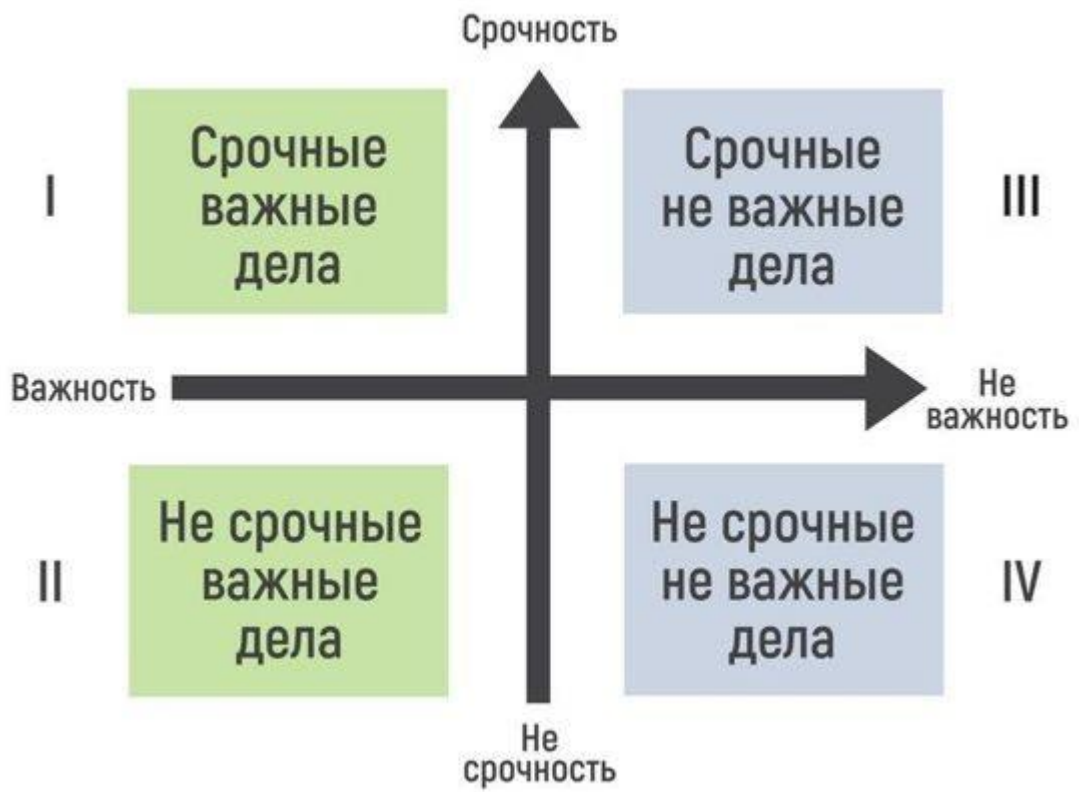 Срочность
I
Срочные
важные
дела
Срочные
не важные
дела
III
Важность
Не
важность
II
Не срочные
важные
дела
Не срочные
не важные
дела
IV
Не
срочность